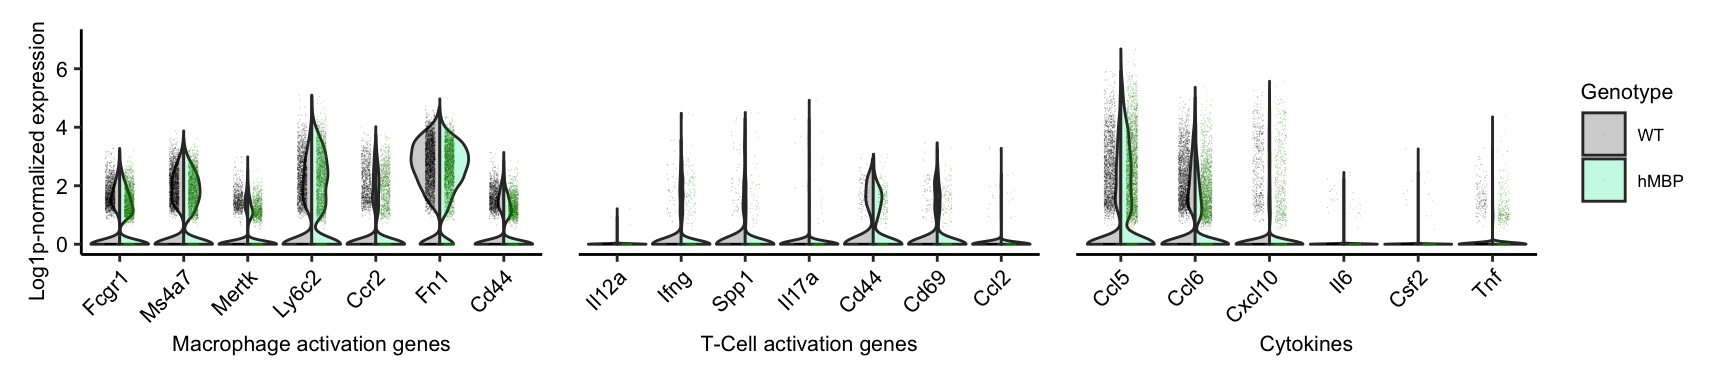 Log1p-normalized expression
6
4
2
0
Fcgr1
Ms4a7
Mertk
Ly6c2
Ccr2
Fn1
Cd44
Macrophage activation genes
Il12a
Ifng
Spp1
Il17a
Cd44
Cd69
Ccl2
T-Cell activation genes
Ccl5
Ccl6
Cxcl10
Il6
Csf2
Tnf
Cytokines
Genotype
WT
hMBP